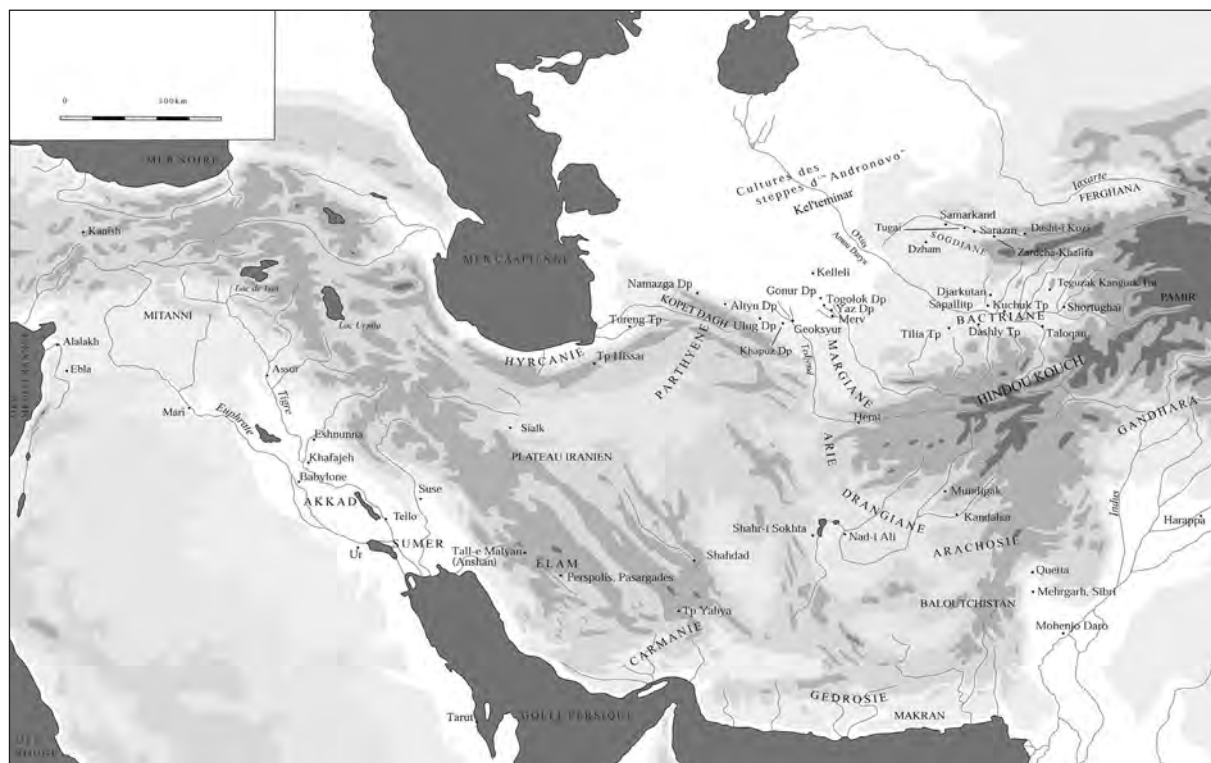 0 500km
MER NOIRE
Kanish
MER CASPIENNE
Cultures des
steppes d'"Andronovo"
Kel'teminar
Iaxarte
FERGHANA
Samarkand
Tugai
Sarazm
Dasht-i Kozi
SOGDIANE
Dzham
Zardcha-Khalifa
Oxus
Amou Darya
Kelleli
Namazga Dp
Gonur Dp
Togolok Dp
Altyn Dp
Yaz Dp
KOPET DAGH
Merv
Ulug Dp
Geoksyur
Khapuz Dp
Tureng Tp
Tp Hissar
HYRCANIE
PARTHYENE
MARGIANE
Djarkutan
Sapallitp
Kuchuk Tp
Shortughai
PAMIR
BACTRIANE
Tilia Tp
Dashly Tp
Taloqan
Lac de Van
Lac Urmia
MITANNI
Alalakh
Ebla
Assur
Tigre
Mari
Euphrate
Eshnunna
Khafajeh
Babylone
AKKAD
Suse
Tello
SUMER
Ur
Sialk
PLATEAU IRANIEN
Tall-e Malyan
(Anshan)
ELAM
Perspolis, Pasargades
Shahdad
Tp Yahya
CARMANIE
Herat
ARIE
HINDOU KOUCH
GANDHARA
Indus
Harappa
Mundigak
Kandahar
DRANGIANE
Shahr-i Sokhta
Nad-i Ali
ARACHOSIE
Quetta
Mehrgarh, Sibri
BALOUTCHISTAN
Mohenjo Daro
GEDROSIE
MAKRAN
Tarut
GOLFE PERSIQUE